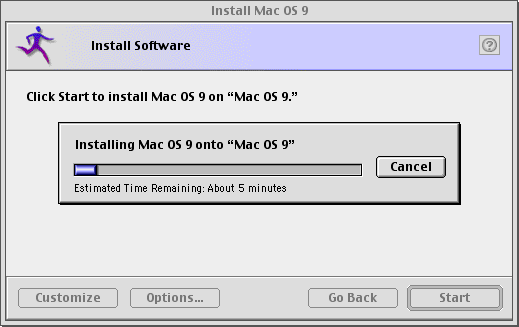 Install Mac OS 9
Install Software
?
Click Start to install Mac OS 9 on “Mac OS 9.”
Installing Mac OS 9 onto “Mac OS 9”
Cancel
Estimated Time Remaining: About 5 minutes
Customize
Options...
Go Back
Start